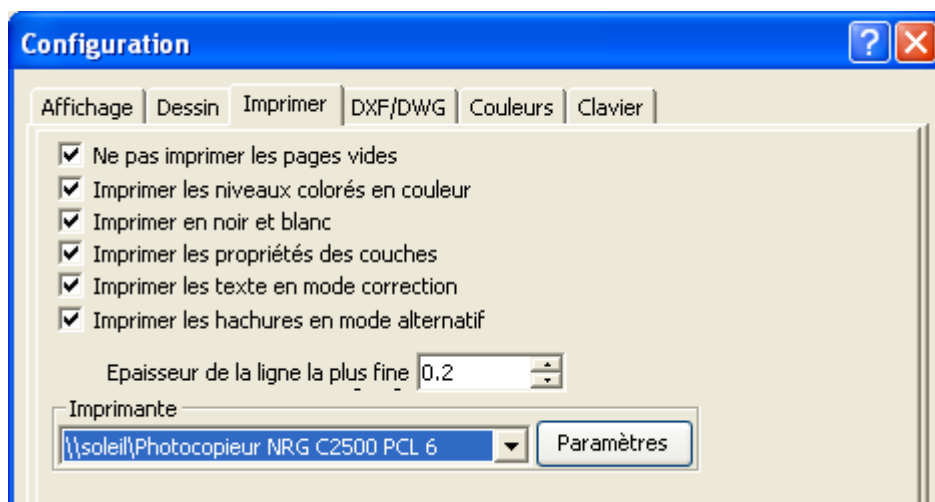 Configuration
Affichage Dessin Imprimer DXF/DWG Couleurs Clavier
Ne pas imprimer les pages vides
Imprimer les niveaux colorés en couleur
Imprimer en noir et blanc
Imprimer les propriétés des couches
Imprimer les texte en mode correction
Imprimer les hachures en mode alternatif
Epaisseur de la ligne la plus fine 0.2
Imprimante
\\soleil\Photocopieur NRG C2500 PCL 6 Paramètres